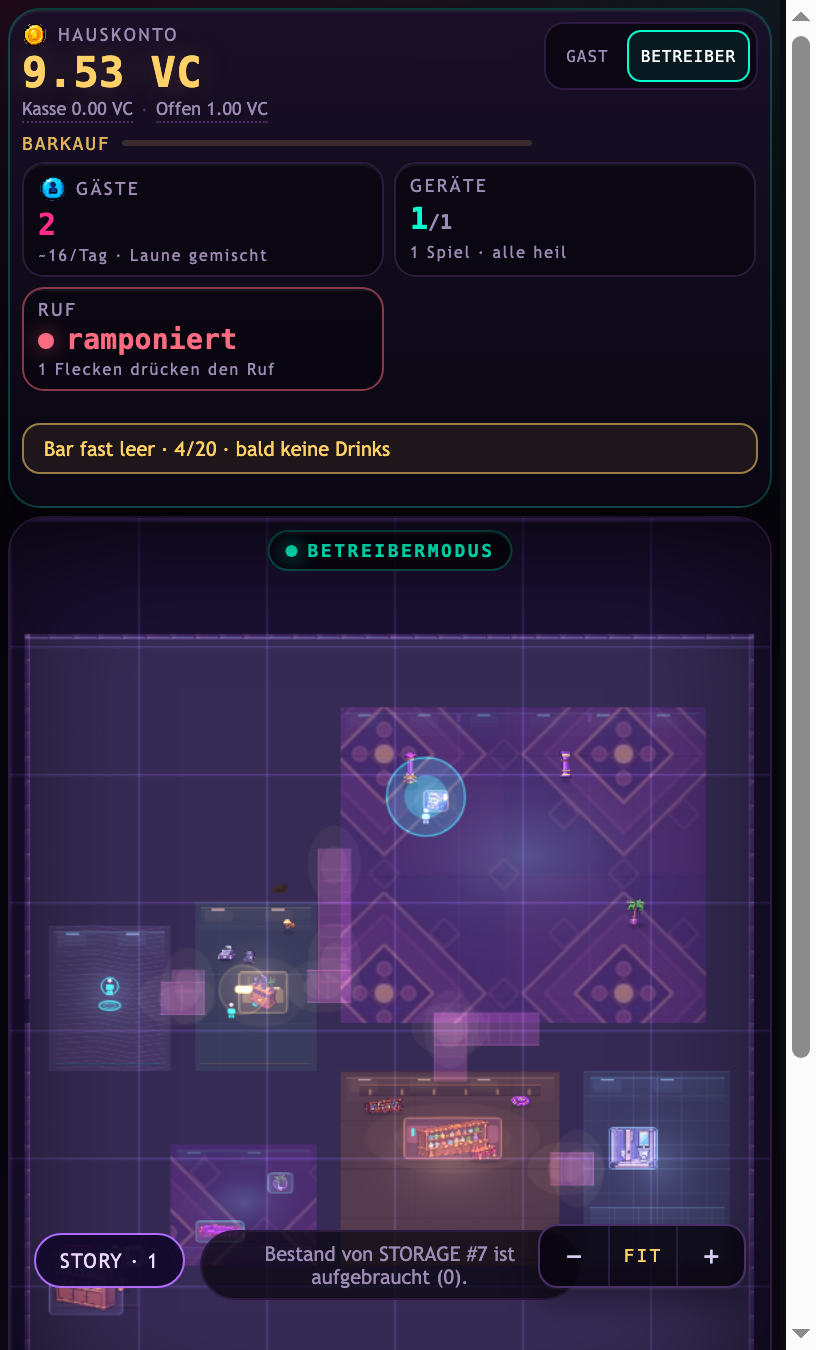 HAUSKONTO
9.53 VC
Kasse 0.00 VC · Offen 1.00 VC
GAST
BETREIBER
BARKAUF
GÄSTE
2
~16/Tag · Laune gemischt
GERÄTE
1/1
1 Spiel · alle heil
RUF
ramponiert
1 Flecken drücken den Ruf
Bar fast leer · 4/20 · bald keine Drinks
BETREIBERMODUS
STORY · 1
Bestand von STORAGE #7 ist
aufgebraucht (0).
− FIT +